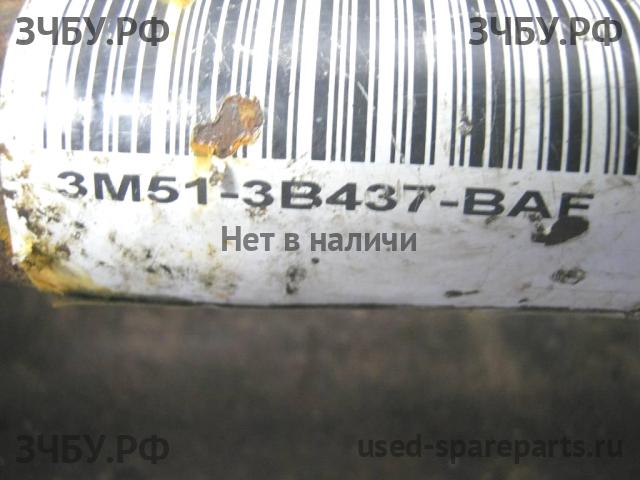 ЗЧБУ.РФ ЗЧБУ.РФ
3M51-3B437-BAF
Нет в наличи
ЗЧБУ.РФ used-spareparts.ru